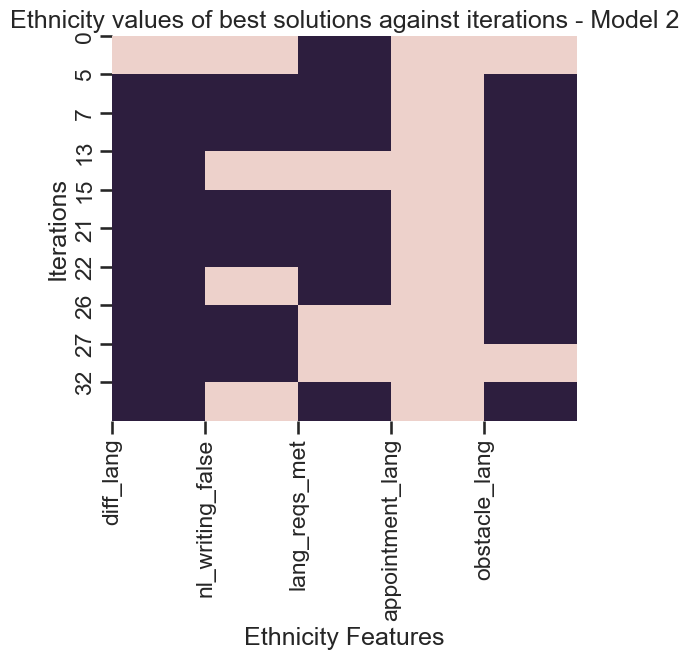 Ethnicity values of best solutions against iterations - Model 2
Iterations
0
5
7
13
15
21
22
26
27
32
diff_lang
nl_writing_false
lang_reqs_met
appointment_lang
obstacle_lang
Ethnicity Features